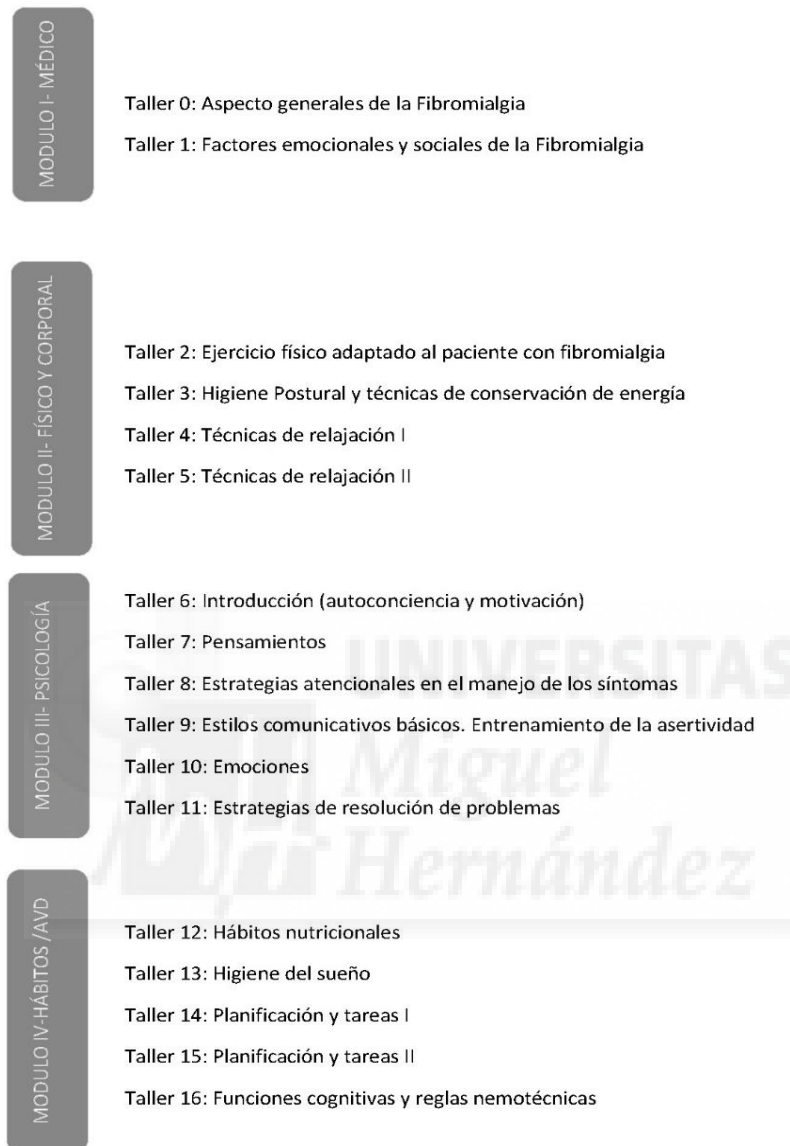 MODULO I- MÉDICO
Taller 0: Aspecto generales de la Fibromialgia
Taller 1: Factores emocionales y sociales de la Fibromialgia
MODULO II- FÍSICO Y CORPORAL
Taller 2: Ejercicio físico adaptado al paciente con fibromialgia
Taller 3: Higiene Postural y técnicas de conservación de energía
Taller 4: Técnicas de relajación I
Taller 5: Técnicas de relajación II
MODULO III- PSICOLOGÍA
Taller 6: Introducción (autoconciencia y motivación)
Taller 7: Pensamientos
Taller 8: Estrategias atencionales en el manejo de los síntomas
Taller 9: Estilos comunicativos básicos. Entrenamiento de la asertividad
Taller 10: Emociones
Taller 11: Estrategias de resolución de problemas
UNIVERSITAS
Miguel
Hernández
MODULO IV-HÁBITOS /AVD
Taller 12: Hábitos nutricionales
Taller 13: Higiene del sueño
Taller 14: Planificación y tareas I
Taller 15: Planificación y tareas II
Taller 16: Funciones cognitivas y reglas nemotécnicas